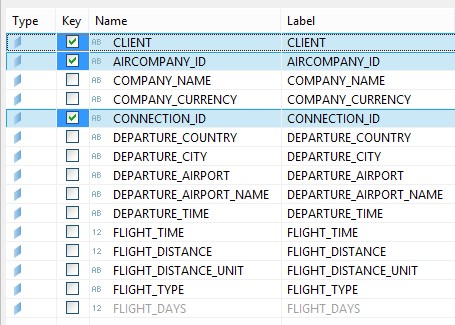 Type Key Name Label
AB CLIENT CLIENT
AB AIRCOMPANY_ID AIRCOMPANY_ID
AB COMPANY_NAME COMPANY_NAME
AB COMPANY_CURRENCY COMPANY_CURRENCY
AB CONNECTION_ID CONNECTION_ID
AB DEPARTURE_COUNTRY DEPARTURE_COUNTRY
AB DEPARTURE_CITY DEPARTURE_CITY
AB DEPARTURE_AIRPORT DEPARTURE_AIRPORT
AB DEPARTURE_AIRPORT_NAME DEPARTURE_AIRPORT_NAME
AB DEPARTURE_TIME DEPARTURE_TIME
12 FLIGHT_TIME FLIGHT_TIME
12 FLIGHT_DISTANCE FLIGHT_DISTANCE
AB FLIGHT_DISTANCE_UNIT FLIGHT_DISTANCE_UNIT
AB FLIGHT_TYPE FLIGHT_TYPE
12 FLIGHT_DAYS FLIGHT_DAYS